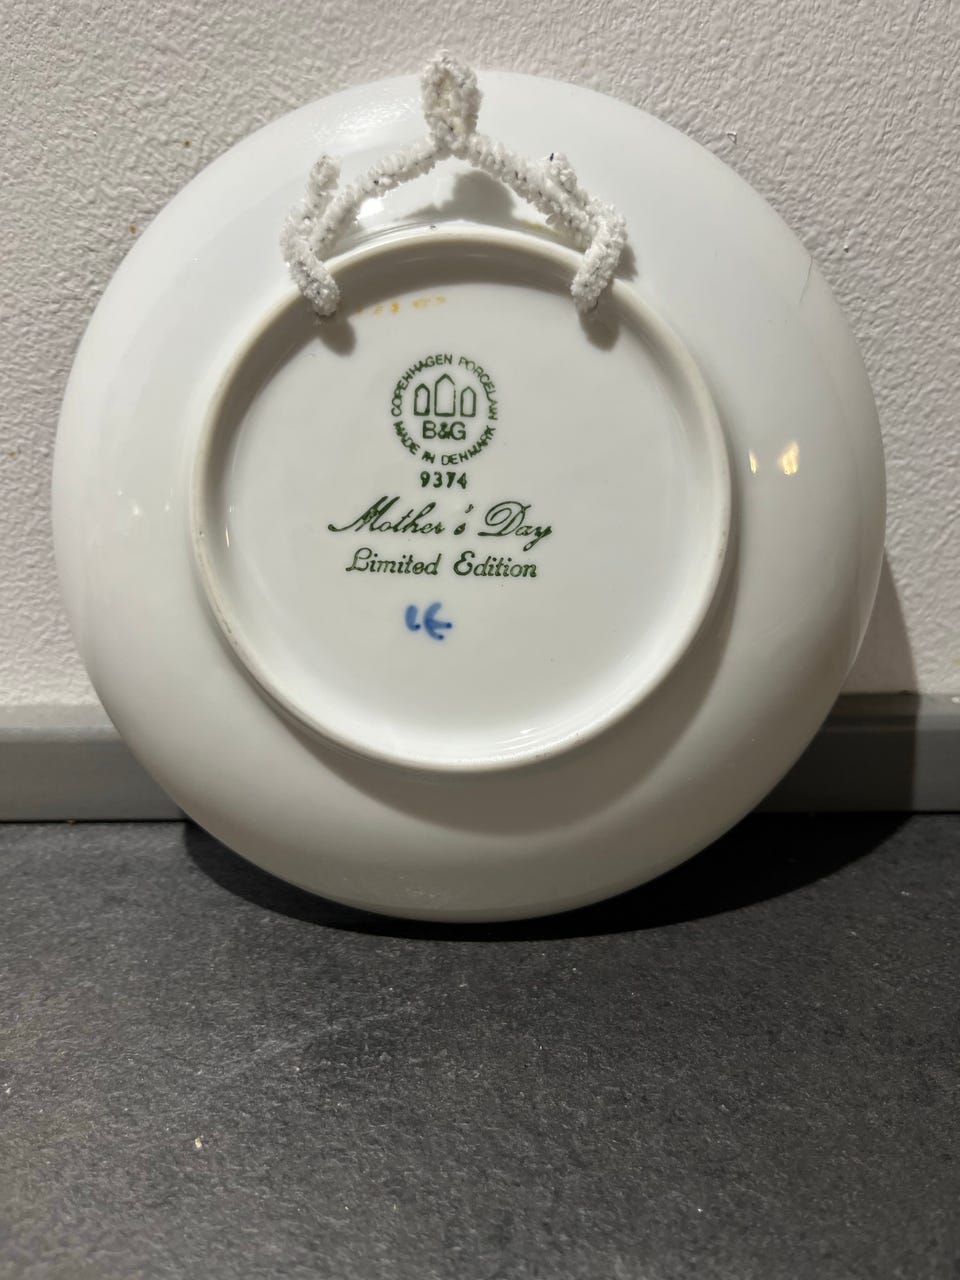 COPENHAGEN PORCELAIN
B&G
MADE IN DENMARK
9374
Mother's Day
Limited Edition